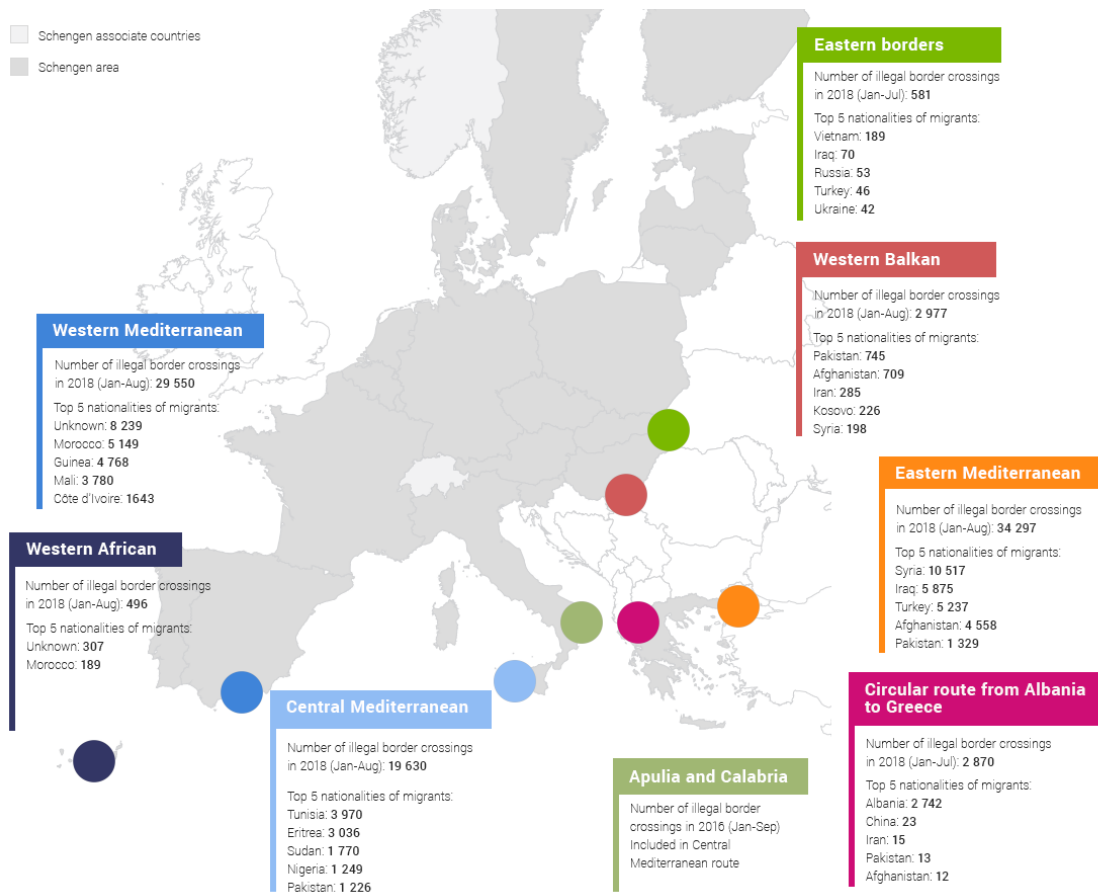 Schengen associate countries
Schengen area
Eastern borders
Number of illegal border crossings
in 2018 (Jan-Jul): 581
Top 5 nationalities of migrants:
Vietnam: 189
Iraq: 70
Russia: 53
Turkey: 46
Ukraine: 42
Western Balkan
Number of illegal border crossings
in 2018 (Jan-Aug): 2 977
Top 5 nationalities of migrants:
Pakistan: 745
Afghanistan: 709
Iran: 285
Kosovo: 226
Syria: 198
Western Mediterranean
Number of illegal border crossings
in 2018 (Jan-Aug): 29 550
Top 5 nationalities of migrants:
Unknown: 8 239
Morocco: 5 149
Guinea: 4 768
Mali: 3 780
Côte d'Ivoire: 1643
Eastern Mediterranean
Number of illegal border crossings
in 2018 (Jan-Aug): 34 297
Top 5 nationalities of migrants:
Syria: 10 517
Iraq: 5 875
Turkey: 5 237
Afghanistan: 4 558
Pakistan: 1 329
Western African
Number of illegal border crossings
in 2018 (Jan-Aug): 496
Top 5 nationalities of migrants:
Unknown: 307
Morocco: 189
Central Mediterranean
Number of illegal border crossings
in 2018 (Jan-Aug): 19 630
Top 5 nationalities of migrants:
Tunisia: 3 970
Eritrea: 3 036
Sudan: 1 770
Nigeria: 1 249
Pakistan: 1 226
Apulia and Calabria
Number of illegal border
crossings in 2016 (Jan-Sep)
Included in Central
Mediterranean route
Circular route from Albania
to Greece
Number of illegal border crossings
in 2018 (Jan-Jul): 2 870
Top 5 nationalities of migrants:
Albania: 2 742
China: 23
Iran: 15
Pakistan: 13
Afghanistan: 12